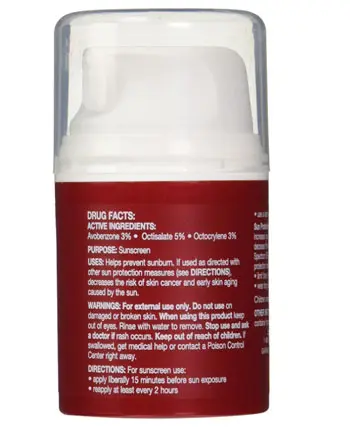 DRUG FACTS:
ACTIVE INGREDIENTS:
Avobenzone 3% • Octisalate 5% • Octocrylene 3%
PURPOSE: Sunscreen
USES: Helps prevent sunburn. If used as directed with
other sun protection measures (see DIRECTIONS),
decreases the risk of skin cancer and early skin aging
caused by the sun.
WARNINGS: For external use only. Do not use on
damaged or broken skin. When using this product keep
out of eyes. Rinse with water to remove. Stop use and ask
a doctor if rash occurs. Keep out of reach of children. If
swallowed, get medical help or contact a Poison Control
Center right away.
DIRECTIONS: For sunscreen use:
• apply liberally 15 minutes before sun exposure
• reapply at least every 2 hours